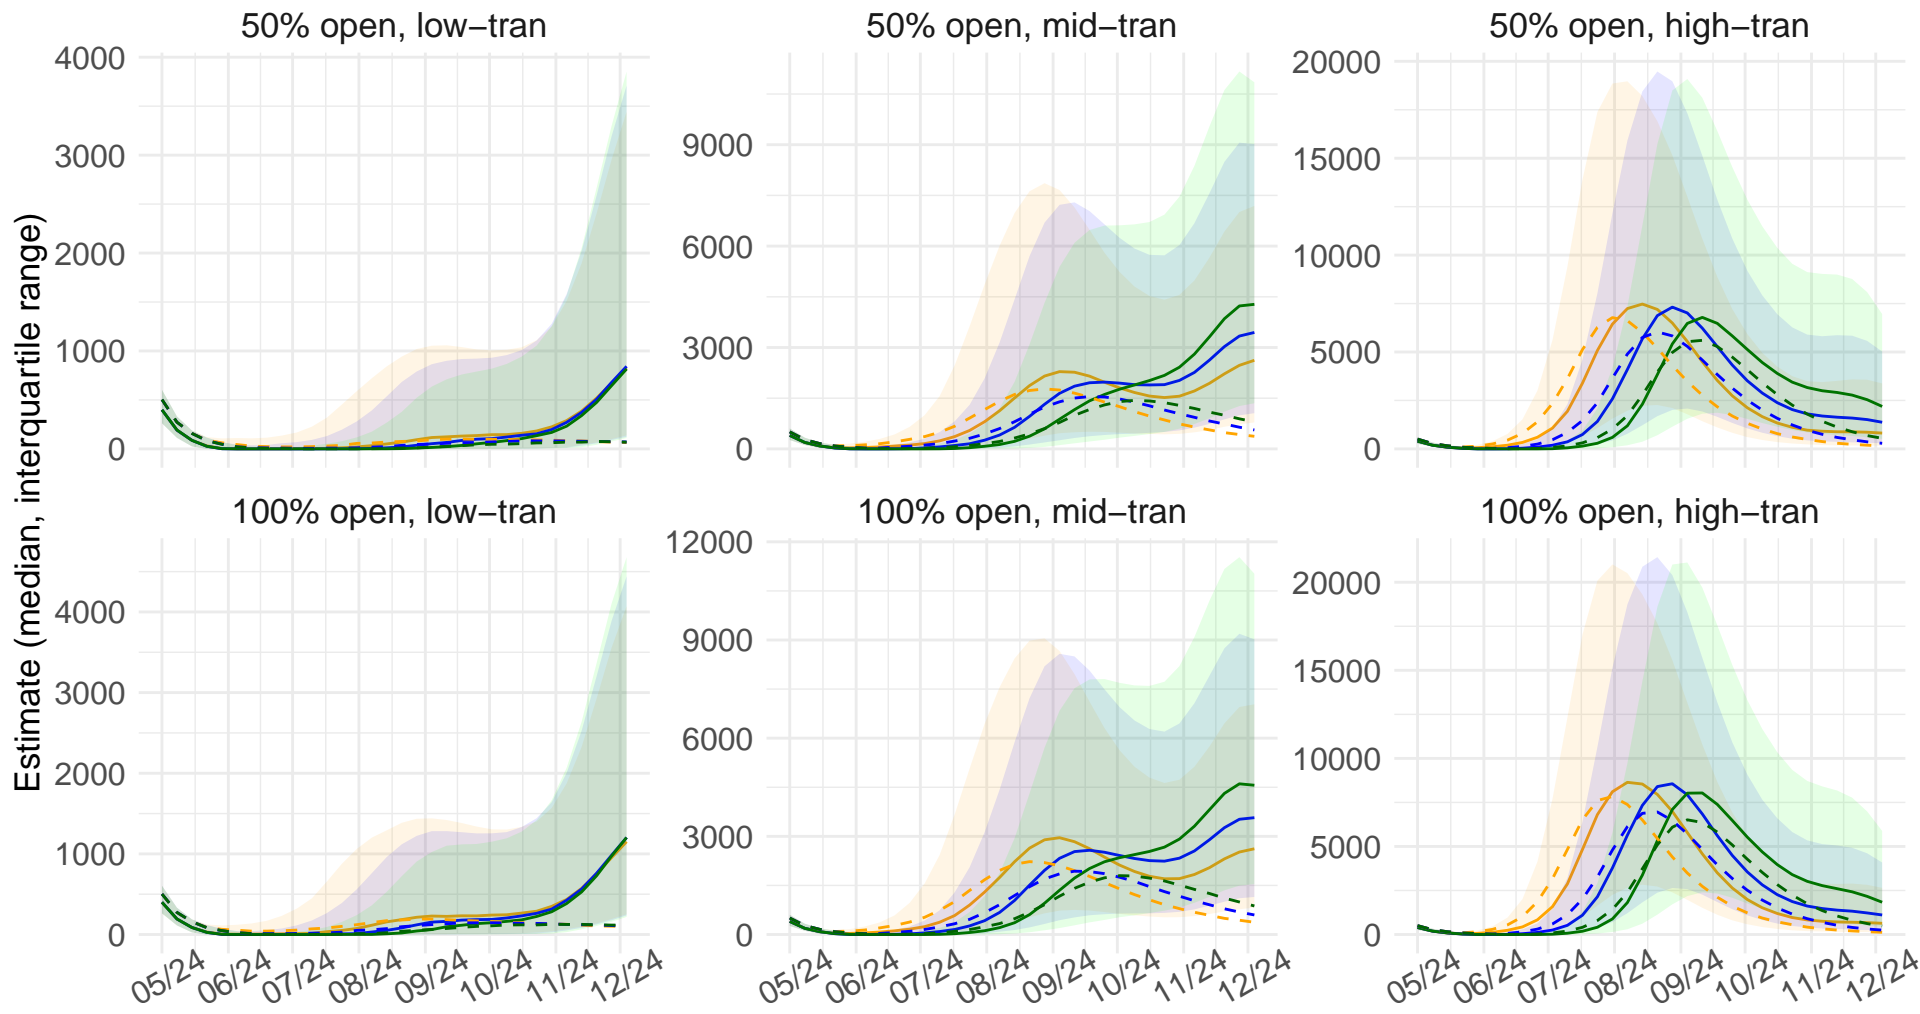 50% open, low−tran
50% open, mid−tran
50% open, high−tran
4000
3000
2000
1000
0
9000
6000
3000
0
20000
15000
10000
5000
0
Estimate (median, interquartile range)
100% open, low−tran
100% open, mid−tran
100% open, high−tran
4000
3000
2000
1000
0
12000
9000
6000
3000
0
20000
15000
10000
5000
0
05/24 06/24 07/24 08/24 09/24 10/24 11/24 12/24
05/24 06/24 07/24 08/24 09/24 10/24 11/24 12/24
05/24 06/24 07/24 08/24 09/24 10/24 11/24 12/24